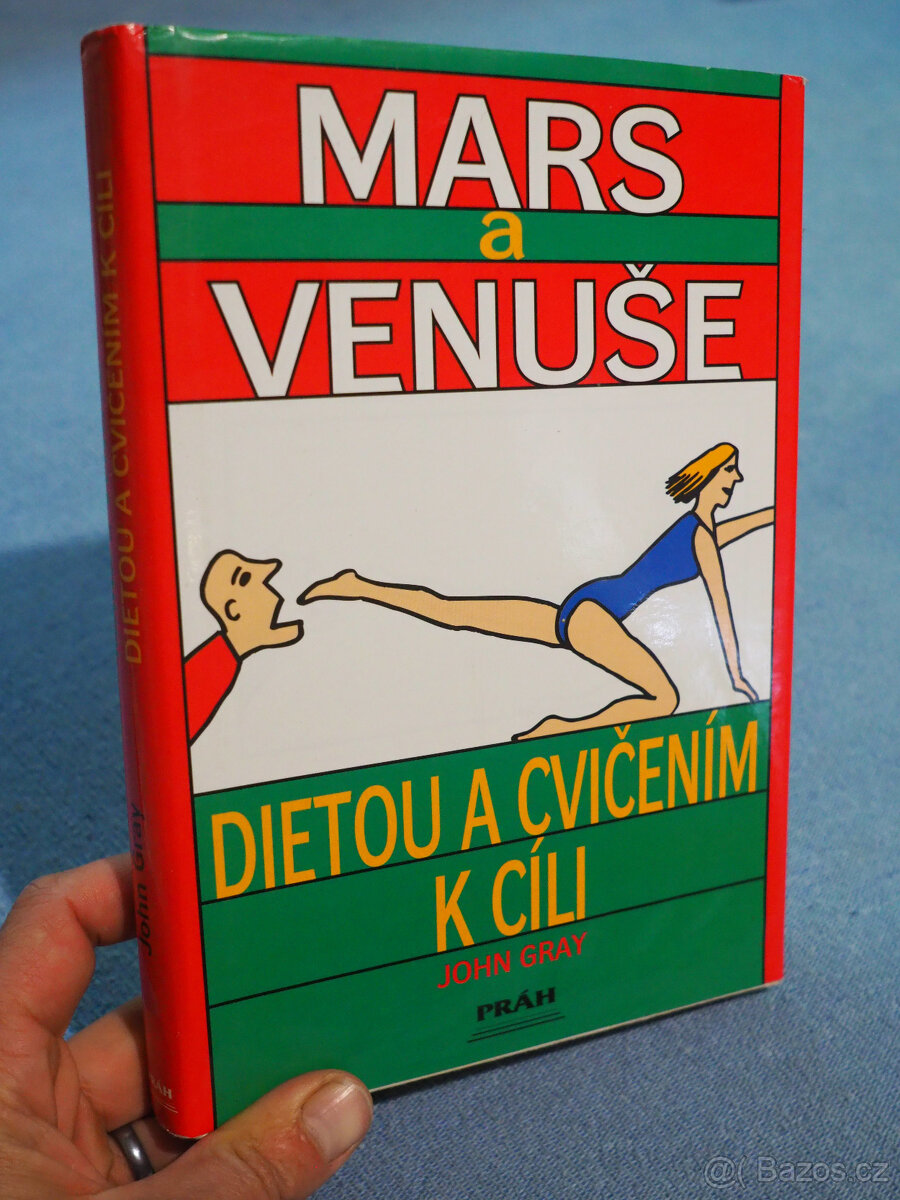 MARS
a
VENUŠE
DIETOU A CVIČENÍM
K CÍLI
JOHN GRAY
PRÁH
DIETOU A CVIČENÍM K CÍLI
John Gray
PRÁH
@( Bazos.cz